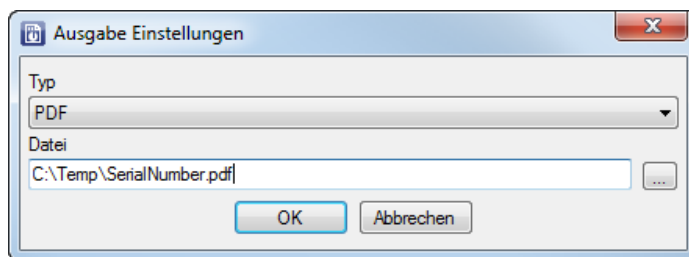 Ausgabe Einstellungen
Typ
PDF
Datei
C:\Temp\SerialNumber.pdf
...
OK Abbrechen